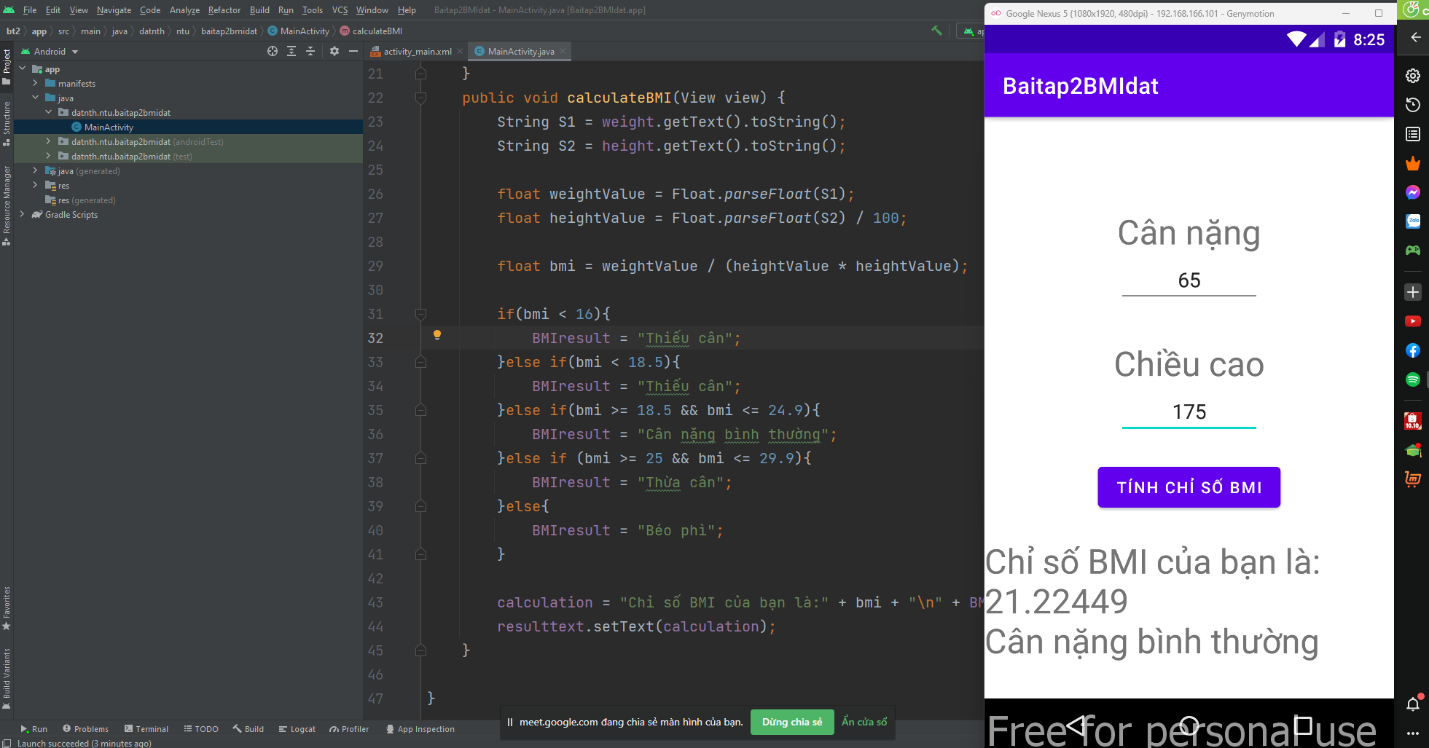 File Edit View Navigate Code Analyze Refactor Build Run Tools VCS Window Help Baitap2BMIdat - MainActivity.java [Baitap2BMIdat.app]
bt2 app src main java datnth ntu baitap2bmidat MainActivity calculateBMI
Android
activity_main.xml MainActivity.java
Project
Structure
Resource Manager
Favorites
Build Variants
app
manifests
java
datnth.ntu.baitap2bmidat
MainActivity
datnth.ntu.baitap2bmidat (androidTest)
datnth.ntu.baitap2bmidat (test)
java (generated)
res
res (generated)
Gradle Scripts
21 }
22 public void calculateBMI(View view) {
23 String S1 = weight.getText().toString();
24 String S2 = height.getText().toString();
25
26 float weightValue = Float.parseFloat(S1);
27 float heightValue = Float.parseFloat(S2) / 100;
28
29 float bmi = weightValue / (heightValue * heightValue);
30
31 if(bmi < 16){
32 BMIresult = "Thiếu cân";
33 }else if(bmi < 18.5){
34 BMIresult = "Thiếu cân";
35 }else if(bmi >= 18.5 && bmi <= 24.9){
36 BMIresult = "Cân nặng bình thường";
37 }else if (bmi >= 25 && bmi <= 29.9){
38 BMIresult = "Thừa cân";
39 }else{
40 BMIresult = "Béo phì";
41 }
42
43 calculation = "Chỉ số BMI của bạn là:" + bmi + "\n" + BM
44 resulttext.setText(calculation);
45 }
46
47 }
Run Problems Terminal TODO Build Logcat Profiler App Inspection
Launch succeeded (3 minutes ago)
meet.google.com đang chia sẻ màn hình của bạn. Dừng chia sẻ Ẩn cửa sổ
Google Nexus 5 (1080x1920, 480dpi) - 192.168.166.101 - Genymotion
8:25
Baitap2BMIdat
Cân nặng
65
Chiều cao
175
TÍNH CHỈ SỐ BMI
Chỉ số BMI của bạn là:
21.22449
Cân nặng bình thường
Free for personal use
Zalo
10.10